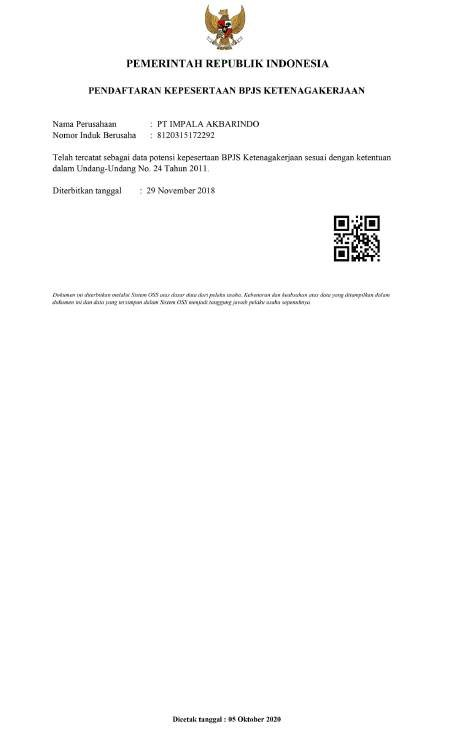 PEMERINTAH REPUBLIK INDONESIA
PENDAFTARAN KEPESERTAAN BPJS KETENAGAKERJAAN
Nama Perusahaan : PT IMPALA AKBARINDO
Nomor Induk Berusaha : 8120315172292
Telah tercatat sebagai data potensi kepesertaan BPJS Ketenagakerjaan sesuai dengan ketentuan
dalam Undang-Undang No. 24 Tahun 2011.
Diterbitkan tanggal : 29 November 2018
Dokumen ini diterbitkan melalui Sistem OSS atas dasar data dari pelaku usaha. Kebenaran dan keabsahan atas data yang ditampilkan dalam
dokumen ini dan data yang tersimpan dalam Sistem OSS menjadi tanggung jawab pelaku usaha sepenuhnya
Dicetak tanggal : 05 Oktober 2020